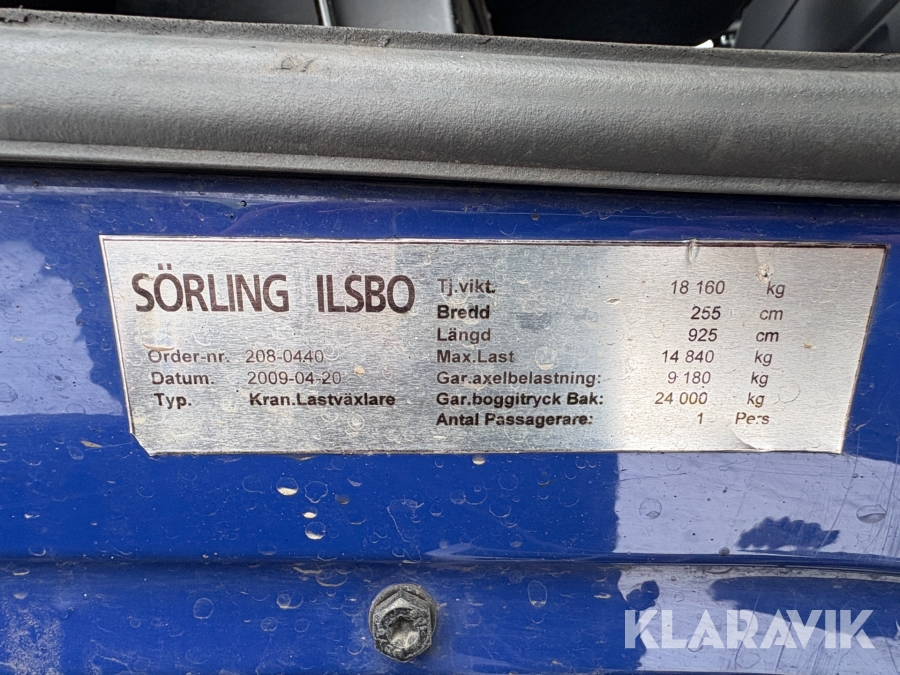 SÖRLING ILSBO
Order-nr. 208-0440
Datum. 2009-04-20
Typ. Kran.Lastväxlare
Tj.vikt. 18 160 kg
Bredd 255 cm
Längd 925 cm
Max.Last 14 840 kg
Gar.axelbelastning: 9 180 kg
Gar.boggitryck Bak: 24 000 kg
Antal Passagerare: 1 Pers
KLARAVIK